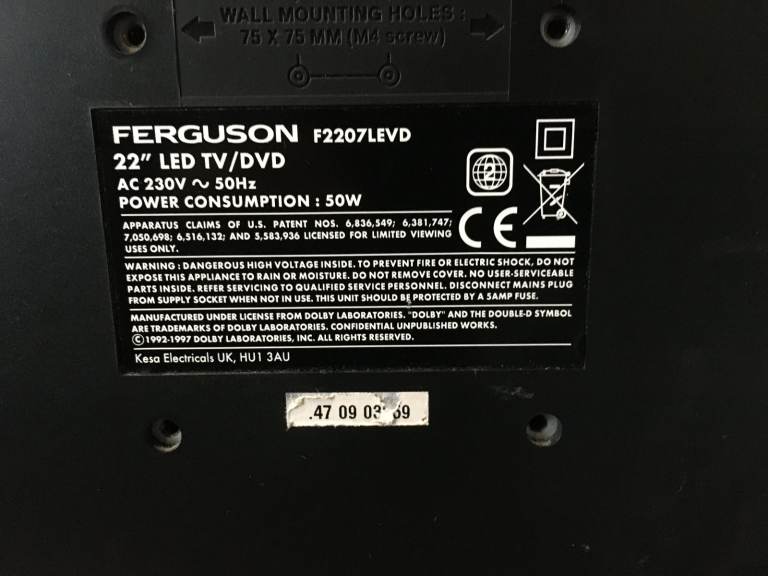 WALL MOUNTING HOLES :
75 X 75 MM (M4 screw)
FERGUSON F2207LEVD
22" LED TV/DVD
AC 230V ~ 50Hz
POWER CONSUMPTION : 50W
2
CE
APPARATUS CLAIMS OF U.S. PATENT NOS. 6,836,549; 6,381,747;
7,050,698; 6,516,132; AND 5,583,936 LICENSED FOR LIMITED VIEWING
USES ONLY.
WARNING : DANGEROUS HIGH VOLTAGE INSIDE. TO PREVENT FIRE OR ELECTRIC SHOCK, DO NOT
EXPOSE THIS APPLIANCE TO RAIN OR MOISTURE. DO NOT REMOVE COVER. NO USER-SERVICEABLE
PARTS INSIDE. REFER SERVICING TO QUALIFIED SERVICE PERSONNEL. DISCONNECT MAINS PLUG
FROM SUPPLY SOCKET WHEN NOT IN USE. THIS UNIT SHOULD BE PROTECTED BY A 5AMP FUSE.
MANUFACTURED UNDER LICENSE FROM DOLBY LABORATORIES. "DOLBY" AND THE DOUBLE-D SYMBOL
ARE TRADEMARKS OF DOLBY LABORATORIES. CONFIDENTIAL UNPUBLISHED WORKS.
©1992-1997 DOLBY LABORATORIES, INC. ALL RIGHTS RESERVED.
Kesa Electricals UK, HU1 3AU
.47 09 03